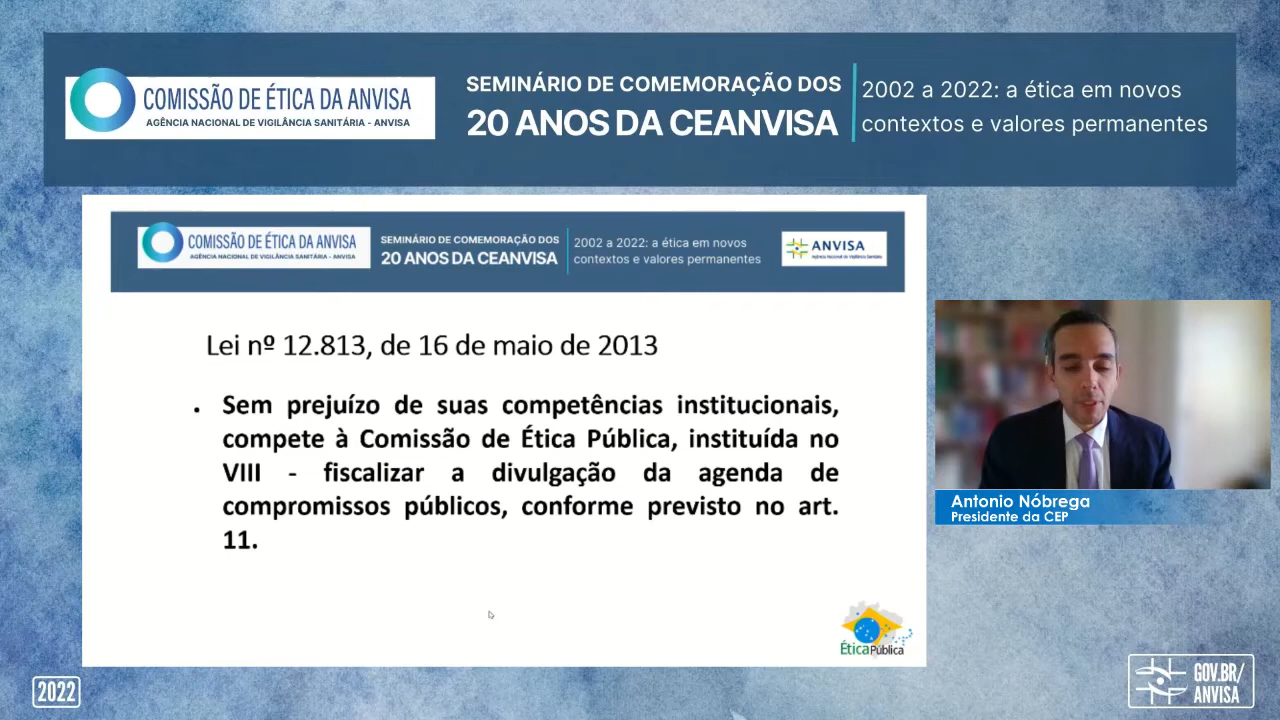 COMISSÃO DE ÉTICA DA ANVISA
AGÊNCIA NACIONAL DE VIGILÂNCIA SANITÁRIA - ANVISA
SEMINÁRIO DE COMEMORAÇÃO DOS
20 ANOS DA CEANVISA
2002 a 2022: a ética em novos
contextos e valores permanentes
COMISSÃO DE ÉTICA DA ANVISA
AGÊNCIA NACIONAL DE VIGILÂNCIA SANITÁRIA - ANVISA
SEMINÁRIO DE COMEMORAÇÃO DOS
20 ANOS DA CEANVISA
2002 a 2022: a ética em novos
contextos e valores permanentes
ANVISA
Agência Nacional de Vigilância Sanitária
Lei nº 12.813, de 16 de maio de 2013
• Sem prejuízo de suas competências institucionais,
compete à Comissão de Ética Pública, instituída no
VIII - fiscalizar a divulgação da agenda de
compromissos públicos, conforme previsto no art.
11.
ÉticaPública
Antonio Nóbrega
Presidente da CEP
2022
GOV.BR/
ANVISA